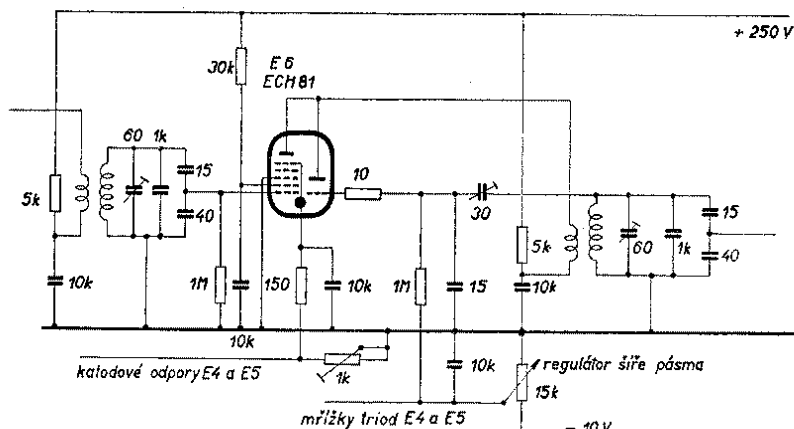 + 250 V
30k
E 6
ECH 81
60
1k
15
10
5k
40
30
15
5k
60
1k
40
10k
1M
150
10k
1M
15
10k
10k
10k
katodové odpory E4 a E5
1k
regulátor šíře pásma
15k
mřížky triod E4 a E5
– 10 V